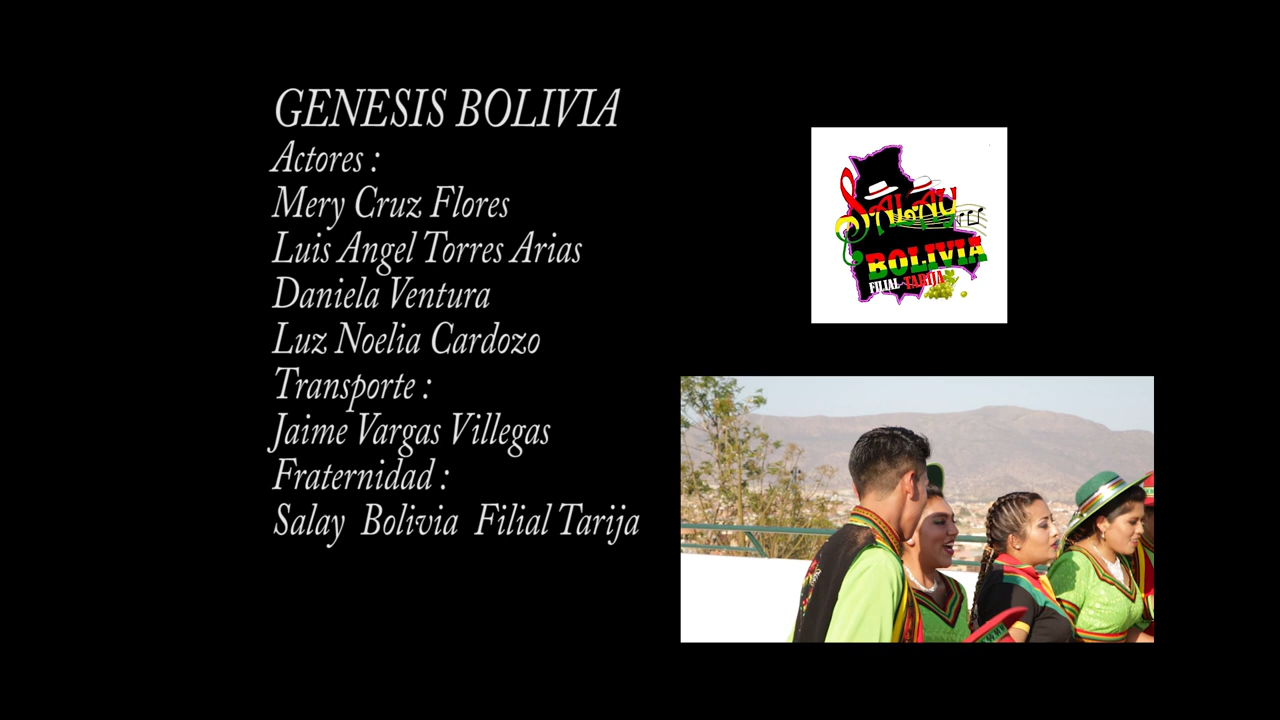 GENESIS BOLIVIA
Actores :
Mery Cruz Flores
Luis Angel Torres Arias
Daniela Ventura
Luz Noelia Cardozo
Transporte :
Jaime Vargas Villegas
Fraternidad :
Salay Bolivia Filial Tarija
SALAY
BOLIVIA
FILIAL TARIJA